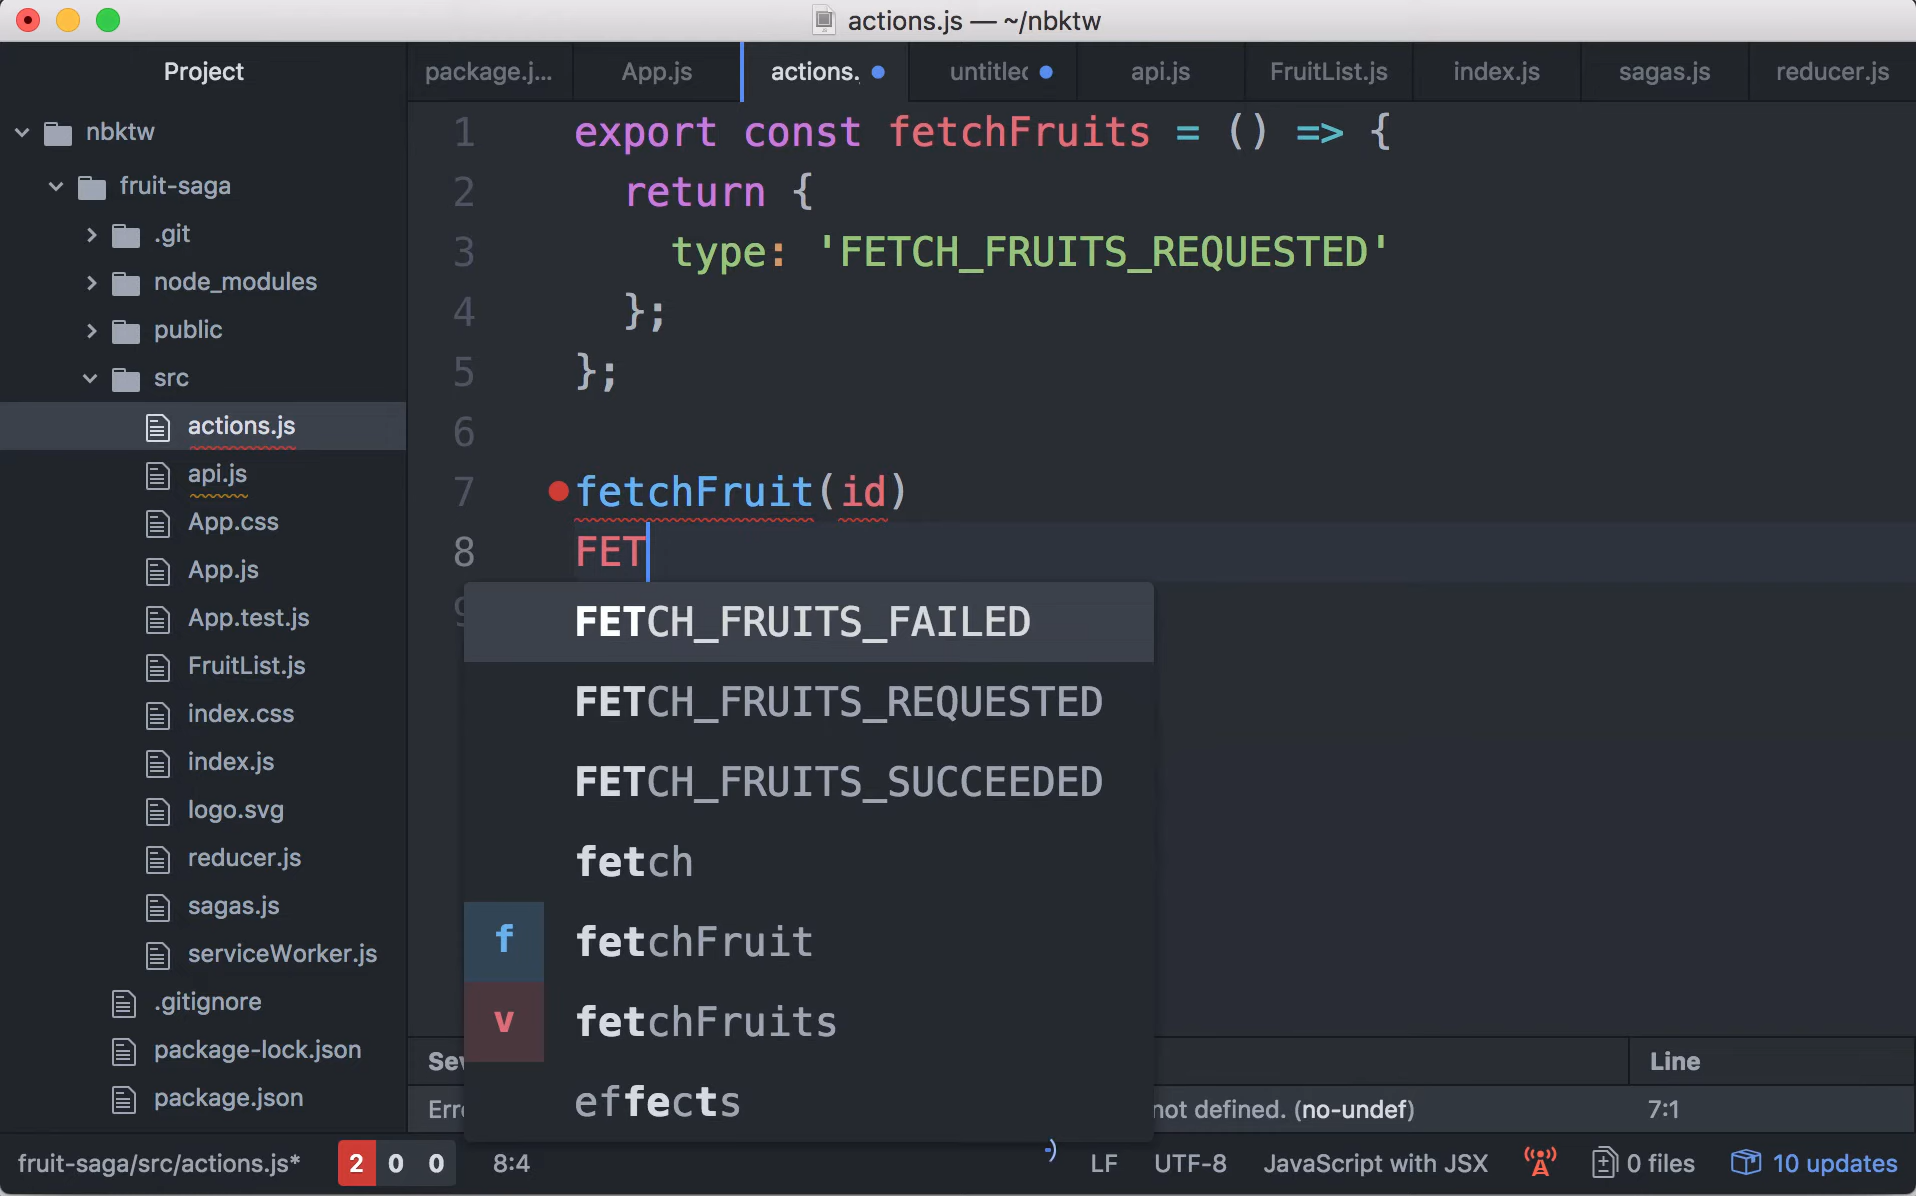 actions.js — ~/nbktw
Project
package.j...
App.js
actions.
untitled
api.js
FruitList.js
index.js
sagas.js
reducer.js
nbktw
fruit-saga
.git
node_modules
public
src
actions.js
api.js
App.css
App.js
App.test.js
FruitList.js
index.css
index.js
logo.svg
reducer.js
sagas.js
serviceWorker.js
.gitignore
package-lock.json
package.json
1 export const fetchFruits = () => {
2 return {
3 type: 'FETCH_FRUITS_REQUESTED'
4 };
5 };
6
7 fetchFruit(id)
8 FET
FETCH_FRUITS_FAILED
FETCH_FRUITS_REQUESTED
FETCH_FRUITS_SUCCEEDED
fetch
f fetchFruit
v fetchFruits
effects
Line
not defined. (no-undef) 7:1
fruit-saga/src/actions.js* 2 0 0 8:4 LF UTF-8 JavaScript with JSX 0 files 10 updates